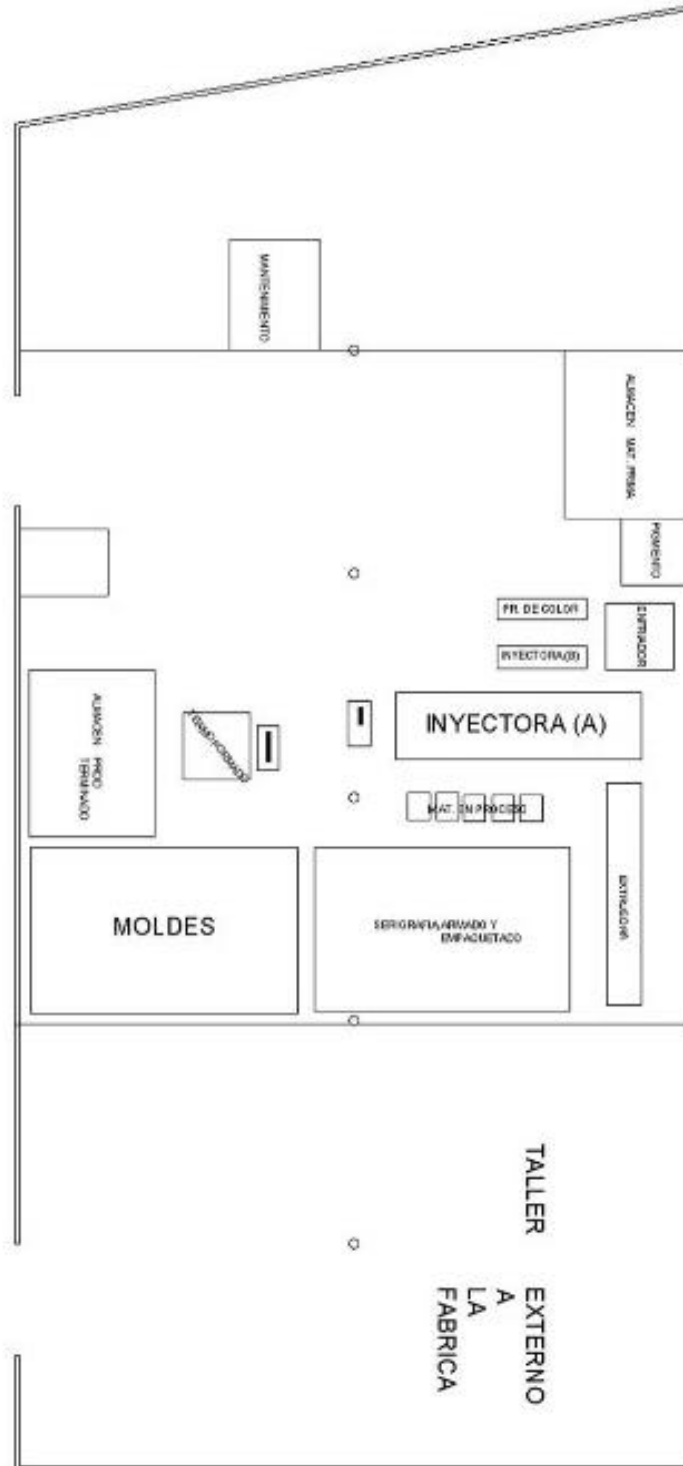 MANTENIMIENTO
ALMACEN MAT. PRIMA
PIGMENTO
PR. DE COLOR
ENFRIADOR
INYECTORA(B)
INYECTORA (A)
ALMACEN PROD
TERMINADO
TERMOFORMADO
MAT. EN PROCESO
EXTRUSORA
MOLDES
SERIGRAFIA,ARMADO Y
EMPAQUETADO
TALLER EXTERNO
A
LA
FABRICA